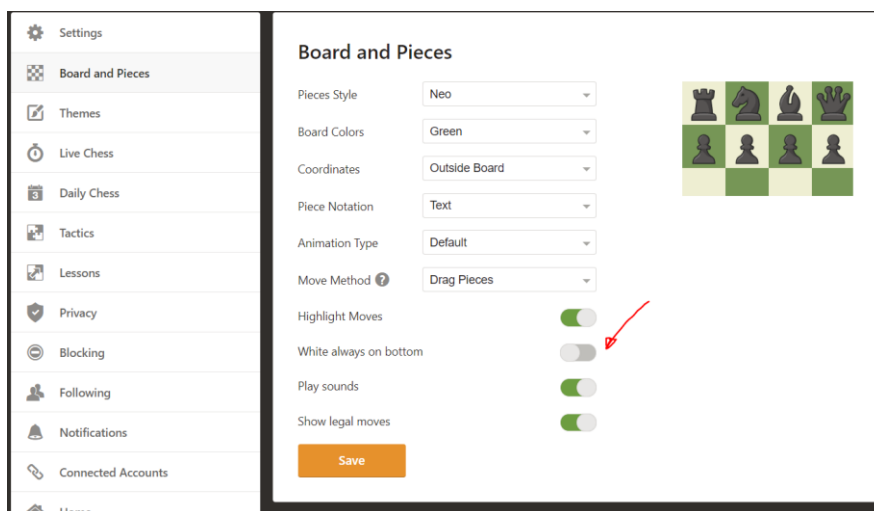 Settings
Board and Pieces
Themes
Live Chess
3
Daily Chess
Tactics
Lessons
Privacy
Blocking
Following
Notifications
Connected Accounts
Home
Board and Pieces
Pieces Style Neo
Board Colors Green
Coordinates Outside Board
Piece Notation Text
Animation Type Default
Move Method ? Drag Pieces
Highlight Moves
White always on bottom
Play sounds
Show legal moves
Save